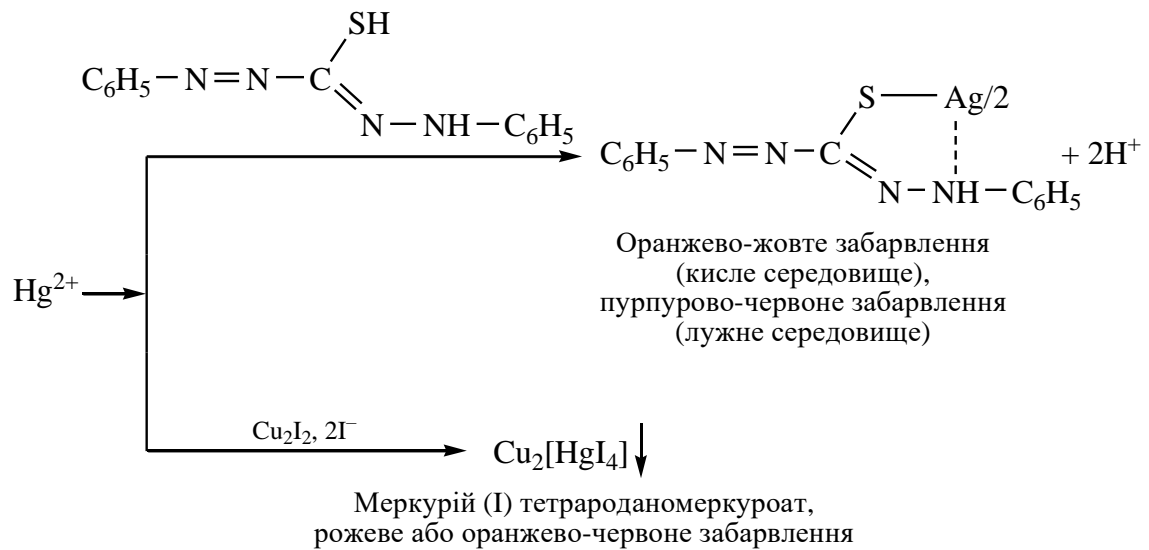 SH
C₆H₅ — N = N — C
N — NH — C₆H₅
S — Ag/2
C₆H₅ — N = N — C
+ 2H⁺
N — NH — C₆H₅
Оранжево-жовте забарвлення
(кисле середовище),
пурпурово-червоне забарвлення
(лужне середовище)
Hg²⁺
Cu₂I₂, 2I⁻
Cu₂[HgI₄]↓
Меркурій (I) тетрароданомеркуроат,
рожеве або оранжево-червоне забарвлення